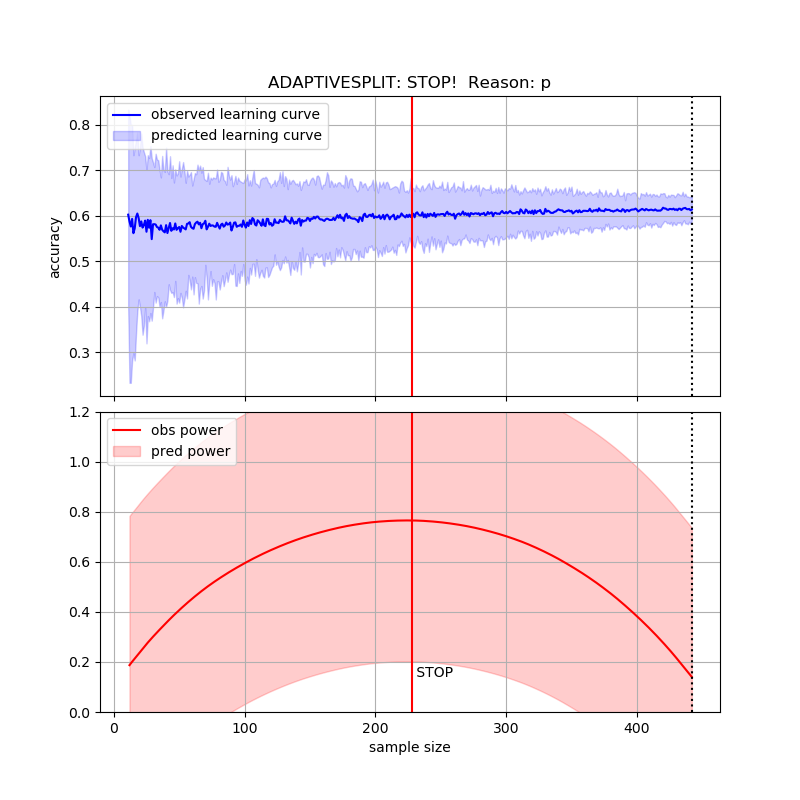 ADAPTIVESPLIT: STOP!  Reason: p
observed learning curve
predicted learning curve
accuracy
0.8
0.7
0.6
0.5
0.4
0.3
obs power
pred power
1.2
1.0
0.8
0.6
0.4
0.2
0.0
STOP
0 100 200 300 400
sample size